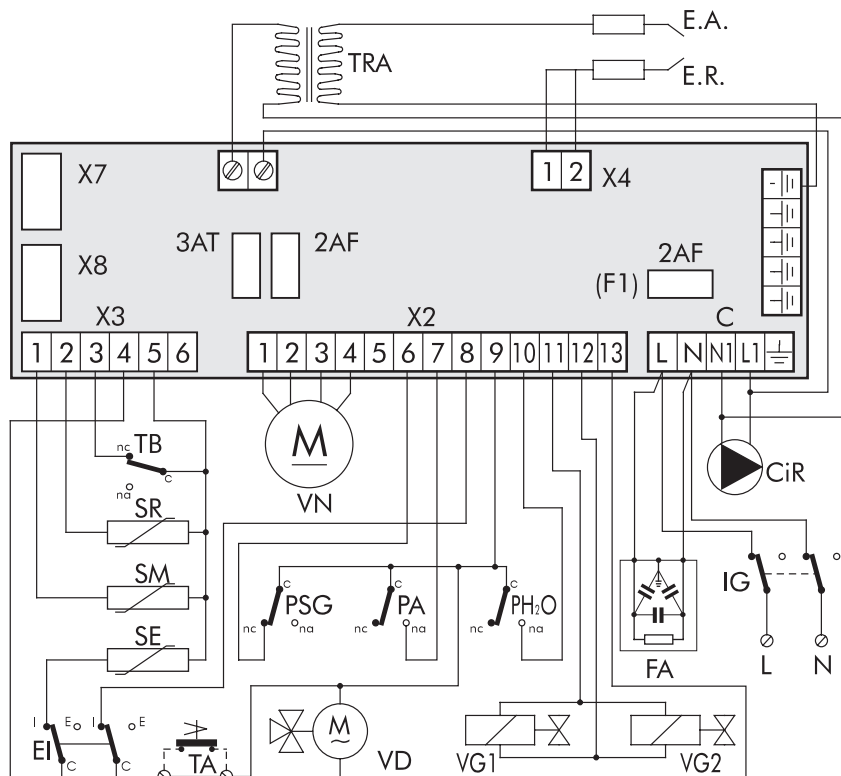 E.A.
TRA
E.R.
X7
1 2 X4
X8
3AT 2AF
2AF
(F1)
X3
X2
C
1 2 3 4 5 6
1 2 3 4 5 6 7 8 9 10 11 12 13
L N N1 L1
nc TB
c
na
M
VN
CiR
SR
SM
SE
c PSG
nc na
c PA
nc na
c PH₂O
nc na
IG
L N
FA
I E I E
EI
C C
TA
M
~
VD
VG1
VG2